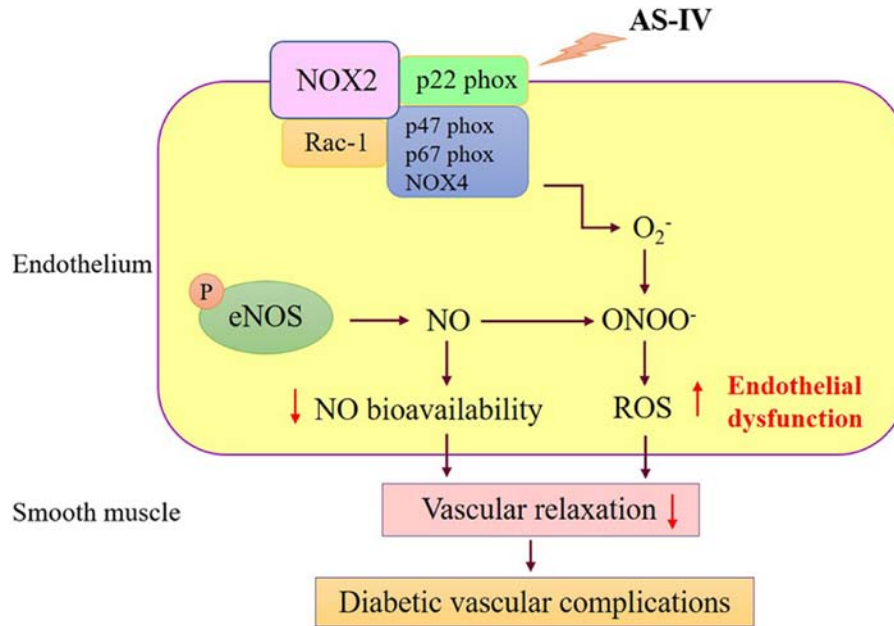 AS-IV
NOX2
p22 phox
Rac-1
p47 phox
p67 phox
NOX4
O₂⁻
Endothelium
P
eNOS
NO
ONOO⁻
NO bioavailability
ROS
Endothelial
dysfunction
Smooth muscle
Vascular relaxation
Diabetic vascular complications